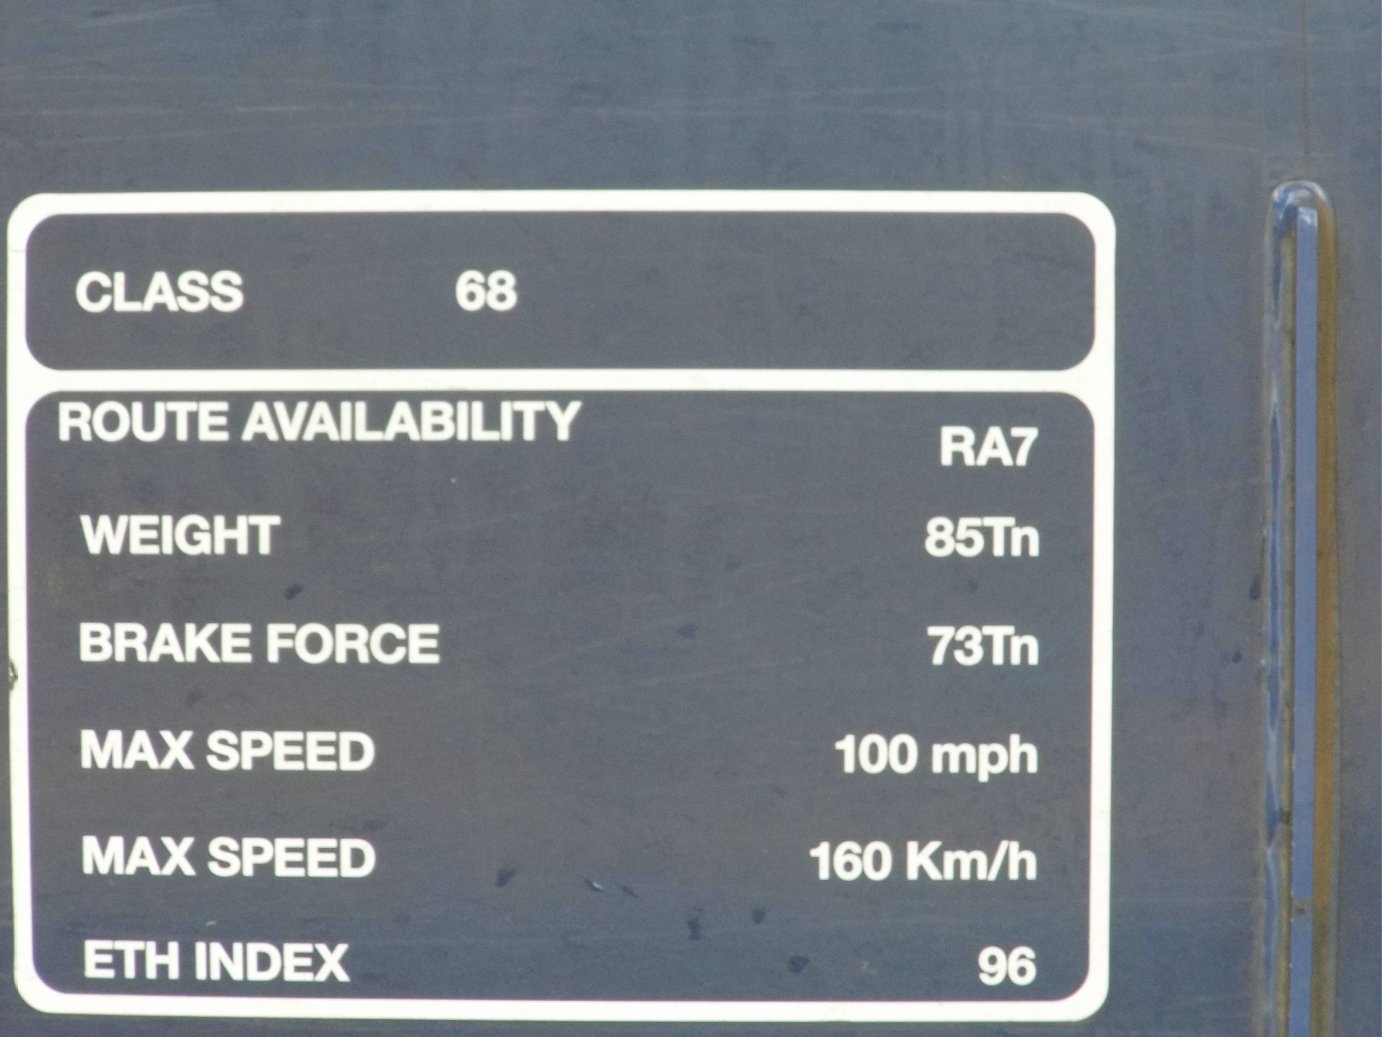 CLASS 68
ROUTE AVAILABILITY RA7
WEIGHT 85Tn
BRAKE FORCE 73Tn
MAX SPEED 100 mph
MAX SPEED 160 Km/h
ETH INDEX 96